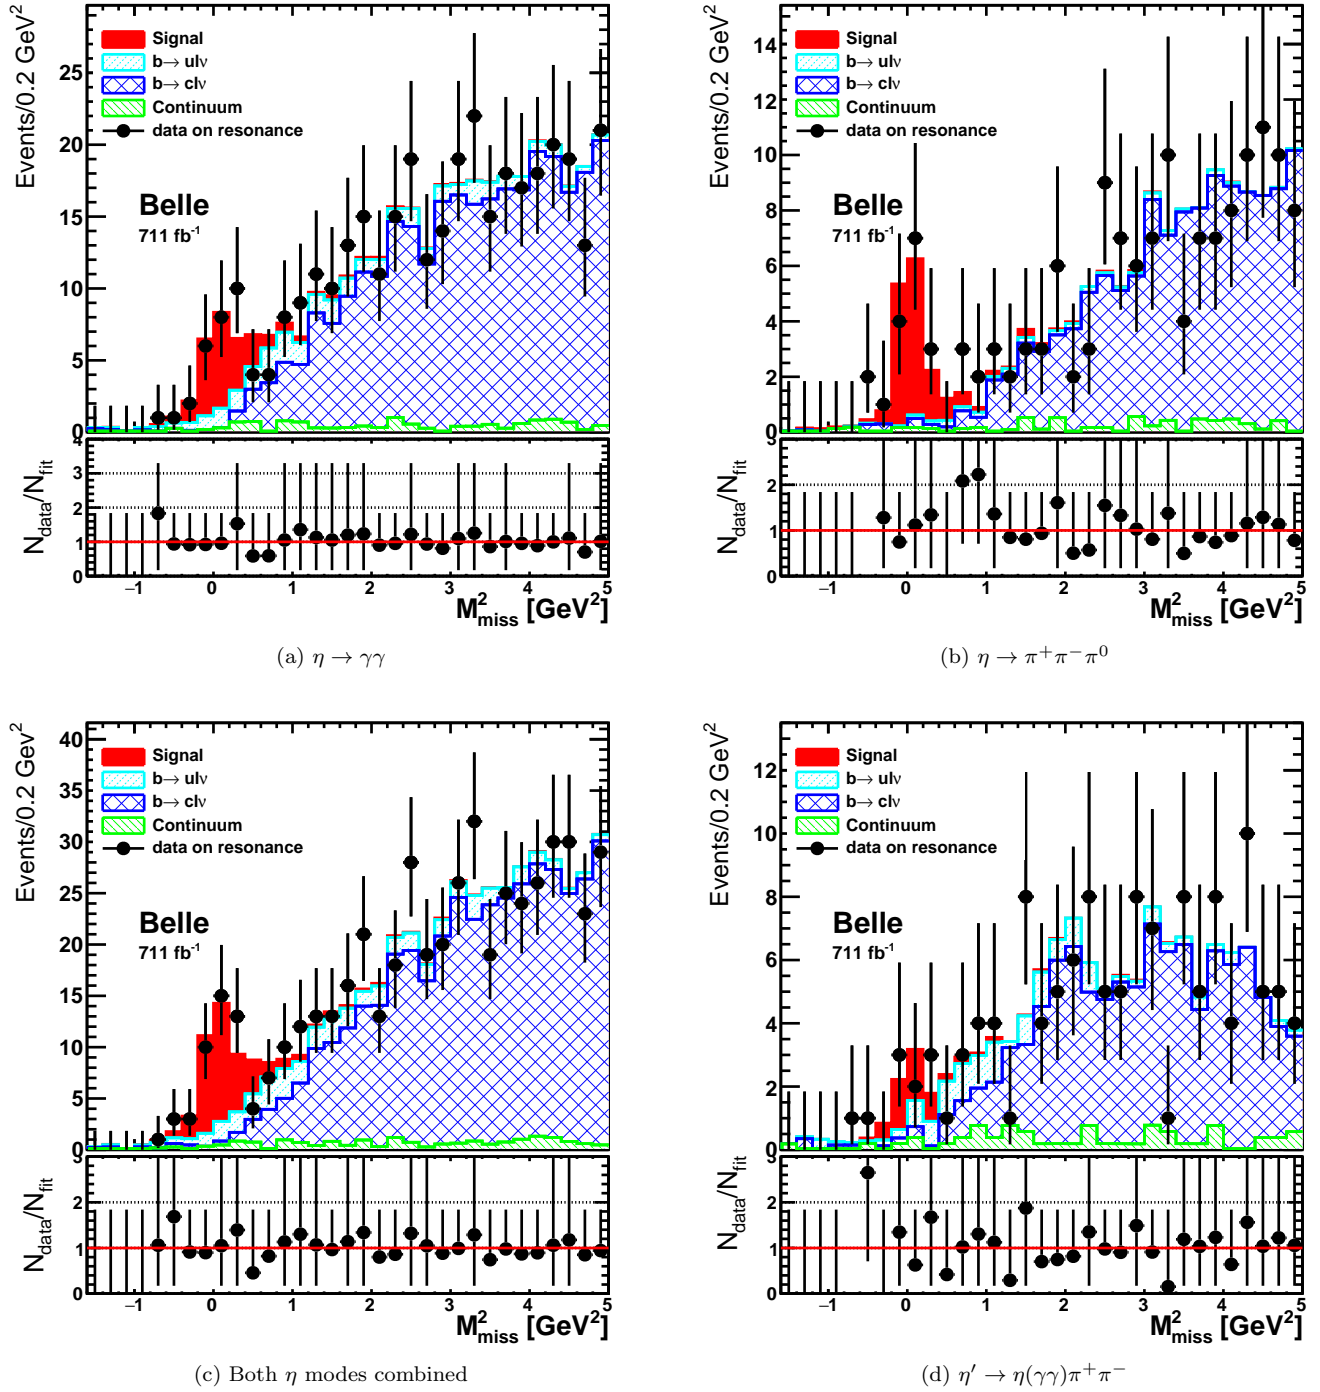 Events/0.2 GeV²
25
20
15
10
5
0
Signal
b→ ulν
b→ clν
Continuum
data on resonance
Belle
711 fb⁻¹
N_data/N_fit
4
3
2
1
0
−1 0 1 2 3 4 5
M²_miss [GeV²]
(a) η → γγ
Events/0.2 GeV²
14
12
10
8
6
4
2
0
Signal
b→ ulν
b→ clν
Continuum
data on resonance
Belle
711 fb⁻¹
N_data/N_fit
3
2
1
0
−1 0 1 2 3 4 5
M²_miss [GeV²]
(b) η → π⁺π⁻π⁰
Events/0.2 GeV²
40
35
30
25
20
15
10
5
0
Signal
b→ ulν
b→ clν
Continuum
data on resonance
Belle
711 fb⁻¹
N_data/N_fit
3
2
1
0
−1 0 1 2 3 4 5
M²_miss [GeV²]
(c) Both η modes combined
Events/0.2 GeV²
12
10
8
6
4
2
0
Signal
b→ ulν
b→ clν
Continuum
data on resonance
Belle
711 fb⁻¹
N_data/N_fit
3
2
1
0
−1 0 1 2 3 4 5
M²_miss [GeV²]
(d) η′ → η(γγ)π⁺π⁻